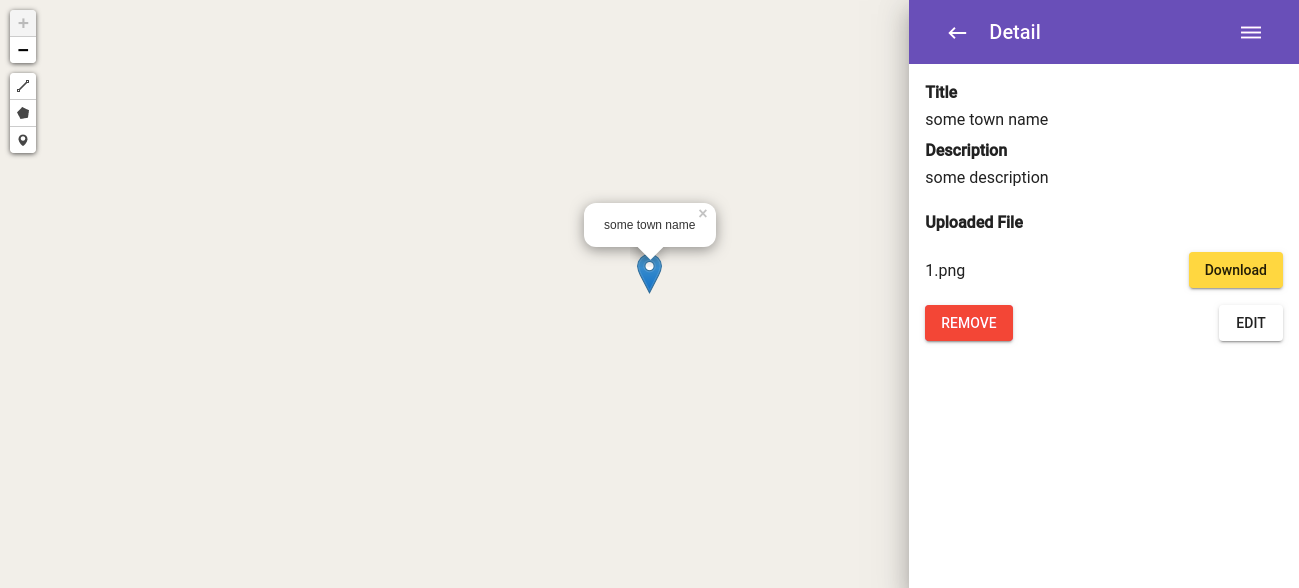 +
−
some town name
×
Detail
Title
some town name
Description
some description
Uploaded File
1.png
Download
REMOVE
EDIT